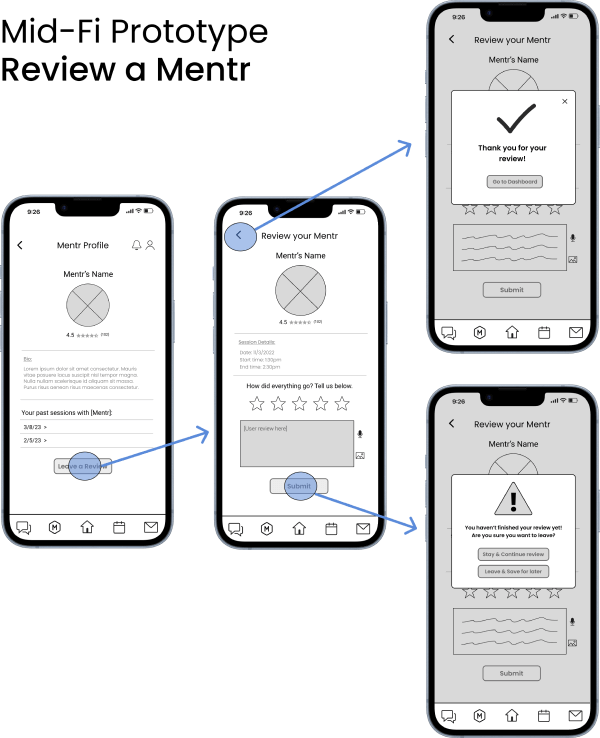 Mid-Fi Prototype
Review a Mentr
9:26
Mentr Profile
Mentr's Name
4.5
(102)
Bio:
Lorem ipsum dolor sit amet consectetur. Mauris
vitae posuere lacus suscipit nisl tempor magna.
Nulla nullam scelerisque id aliquam sit massa.
Purus risus aenean risus maecenas consectetur.
Your past sessions with [Mentr]:
3/8/23 >
2/5/23 >
Leave a Review
M
9:26
Review your Mentr
Mentr's Name
4.5
(102)
Session Details:
Date: 11/3/2022
Start time: 1:30pm
End time: 2:30pm
How did everything go? Tell us below.
[User review here]
Submit
M
9:26
Review your Mentr
Mentr's Name
Thank you for your
review!
Go to Dashboard
Submit
M
9:26
Review your Mentr
Mentr's Name
You haven't finished your review yet!
Are you sure you want to leave?
Stay & Continue review
Leave & Save for later
Submit
M